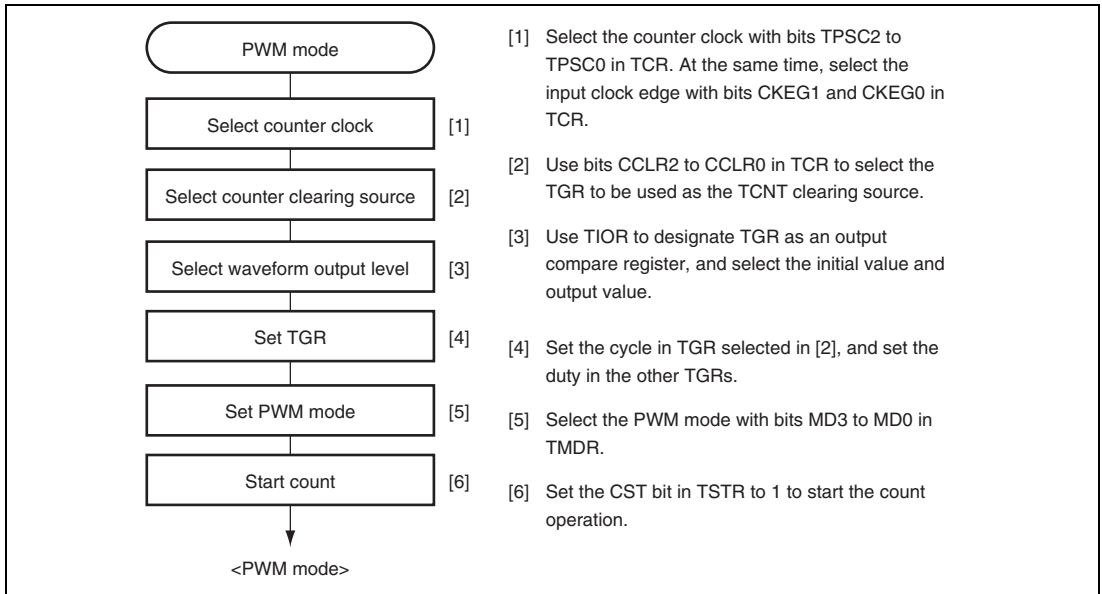 PWM mode
Select counter clock [1]
Select counter clearing source [2]
Select waveform output level [3]
Set TGR [4]
Set PWM mode [5]
Start count [6]
<PWM mode>
[1] Select the counter clock with bits TPSC2 to
TPSC0 in TCR. At the same time, select the
input clock edge with bits CKEG1 and CKEG0 in
TCR.
[2] Use bits CCLR2 to CCLR0 in TCR to select the
TGR to be used as the TCNT clearing source.
[3] Use TIOR to designate TGR as an output
compare register, and select the initial value and
output value.
[4] Set the cycle in TGR selected in [2], and set the
duty in the other TGRs.
[5] Select the PWM mode with bits MD3 to MD0 in
TMDR.
[6] Set the CST bit in TSTR to 1 to start the count
operation.